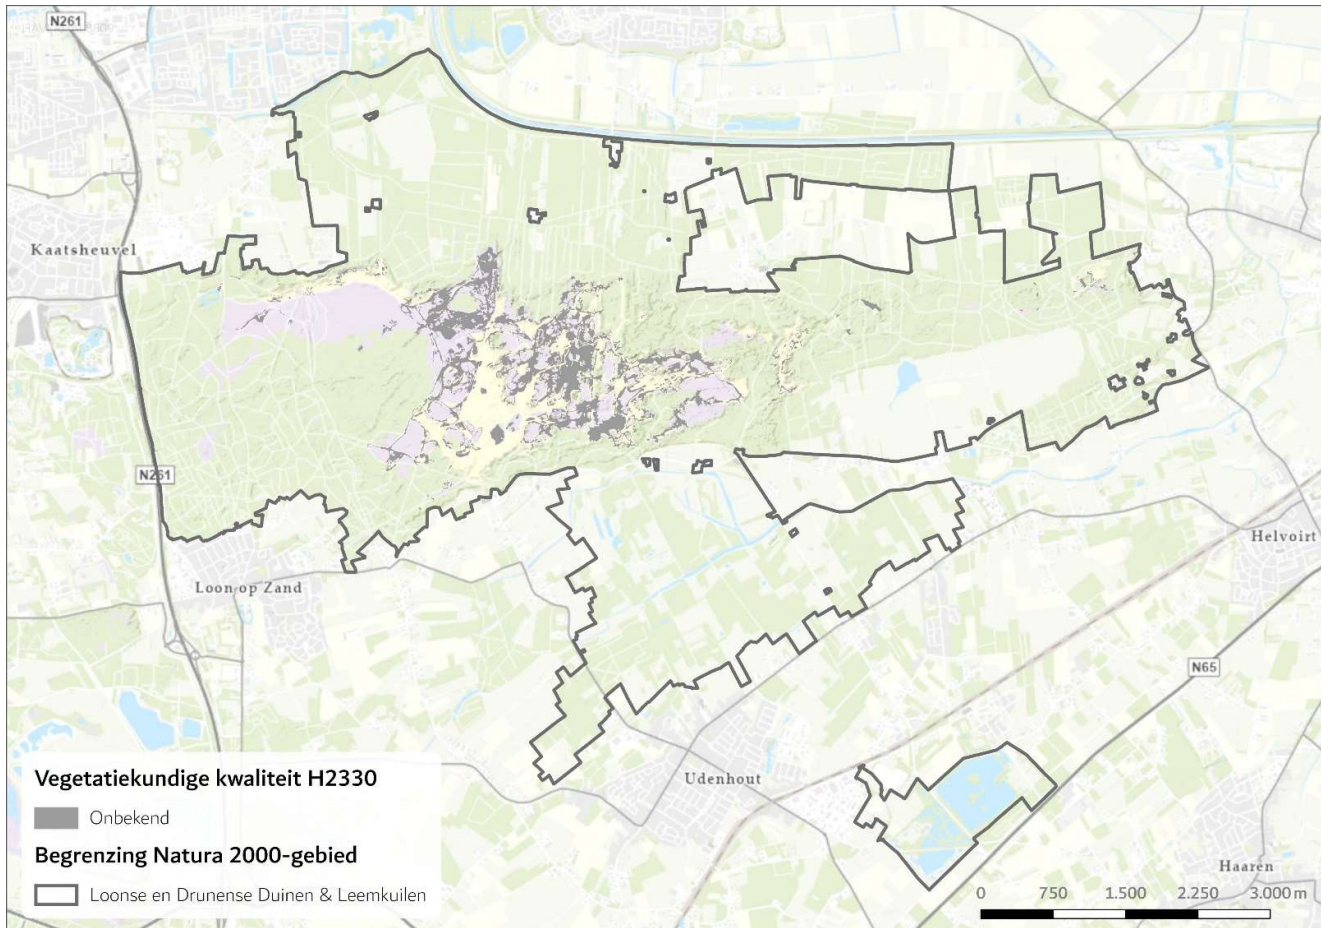 N261
Kaatsheuvel
N261
Loon op Zand
Helvoirt
N65
Udenhout
Haaren
Vegetatiekundige kwaliteit H2330
Onbekend
Begrenzing Natura 2000-gebied
Loonse en Drunense Duinen & Leemkuilen
0 750 1.500 2.250 3.000 m